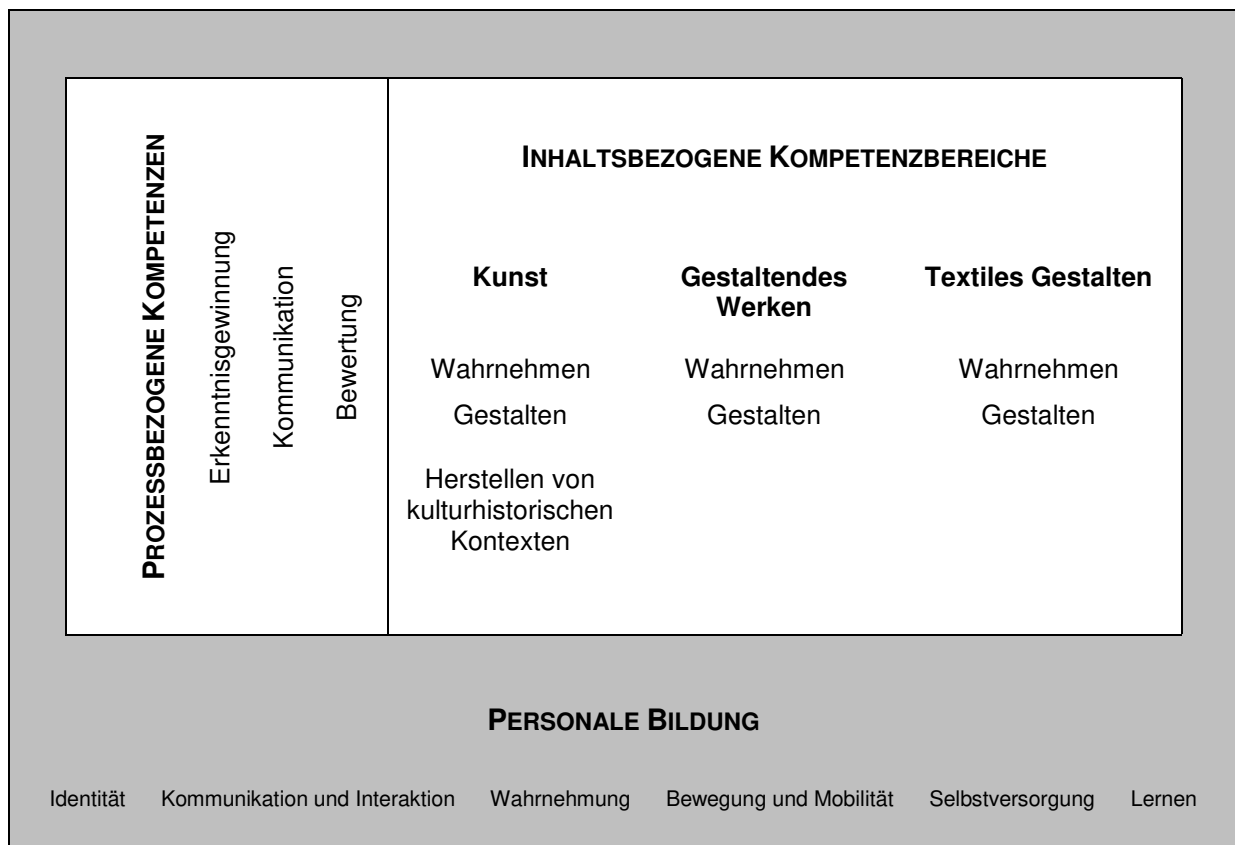 PROZESSBEZOGENE KOMPETENZEN
Erkenntnisgewinnung
Kommunikation
Bewertung
INHALTSBEZOGENE KOMPETENZBEREICHE
Kunst
Gestaltendes
Werken
Textiles Gestalten
Wahrnehmen
Wahrnehmen
Wahrnehmen
Gestalten
Gestalten
Gestalten
Herstellen von
kulturhistorischen
Kontexten
PERSONALE BILDUNG
Identität Kommunikation und Interaktion Wahrnehmung Bewegung und Mobilität Selbstversorgung Lernen